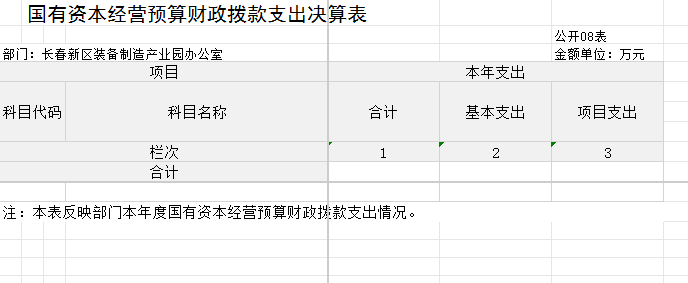 国有资本经营预算财政拨款支出决算表
公开08表
部门：长春新区装备制造产业园办公室 金额单位：万元
项目 本年支出
科目代码 科目名称 合计 基本支出 项目支出
栏次 1 2 3
合计
注：本表反映部门本年度国有资本经营预算财政拨款支出情况。